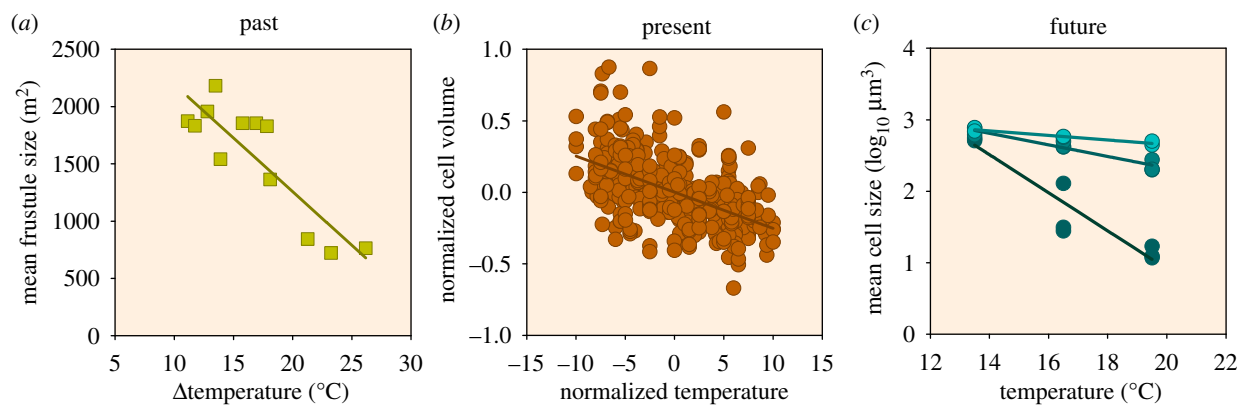 (a) past
mean frustule size (m²)
2500
2000
1500
1000
500
0
5 10 15 20 25 30
Δtemperature (°C)
(b) present
normalized cell volume
1.0
0.5
0.0
−0.5
−1.0
−15 −10 −5 0 5 10 15
normalized temperature
(c) future
mean cell size (log₁₀ µm³)
4
3
2
1
0
12 14 16 18 20 22
temperature (°C)